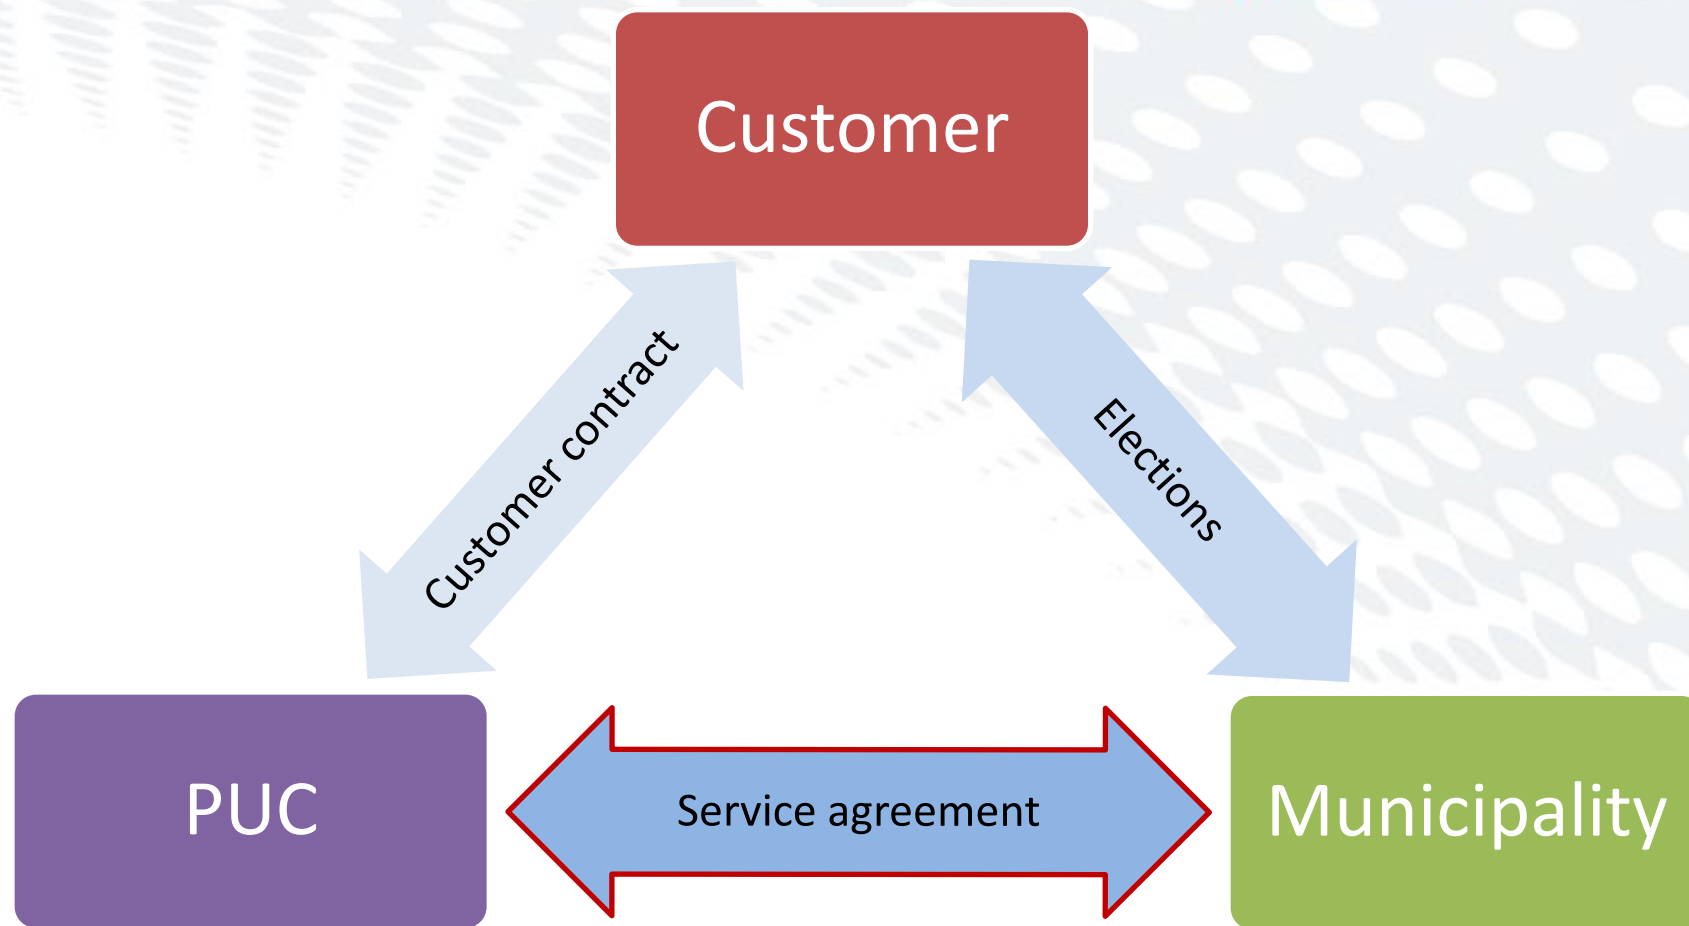 Customer
Customer contract
Elections
PUC
Service agreement
Municipality